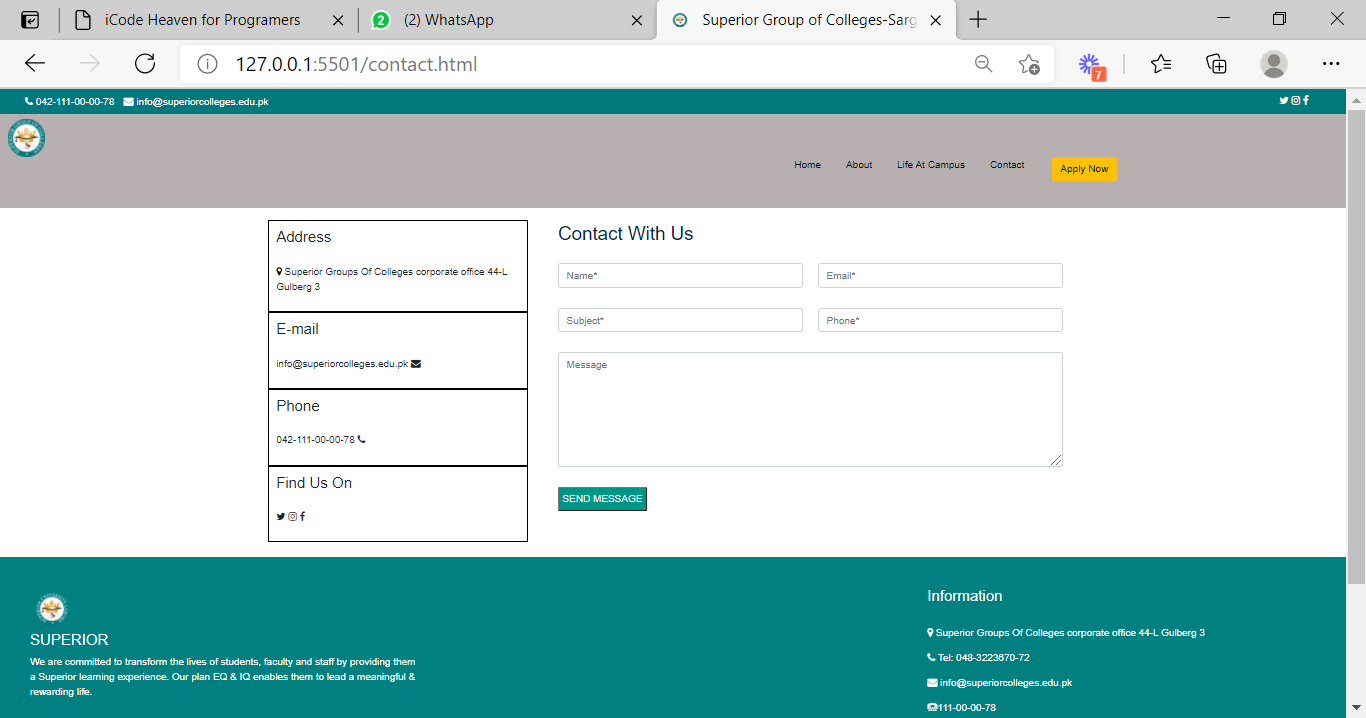 iCode Heaven for Programers
2
(2) WhatsApp
Superior Group of Colleges-Sarg
127.0.0.1:5501/contact.html
7
042-111-00-00-78 info@superiorcolleges.edu.pk
Home About Life At Campus Contact Apply Now
Address
Superior Groups Of Colleges corporate office 44-L
Gulberg 3
E-mail
info@superiorcolleges.edu.pk
Phone
042-111-00-00-78
Find Us On
Contact With Us
Name* Email*
Subject* Phone*
Message
SEND MESSAGE
SUPERIOR
We are committed to transform the lives of students, faculty and staff by providing them
a Superior learning experience. Our plan EQ & IQ enables them to lead a meaningful &
rewarding life.
Information
Superior Groups Of Colleges corporate office 44-L Gulberg 3
Tel: 048-3223670-72
info@superiorcolleges.edu.pk
111-00-00-78